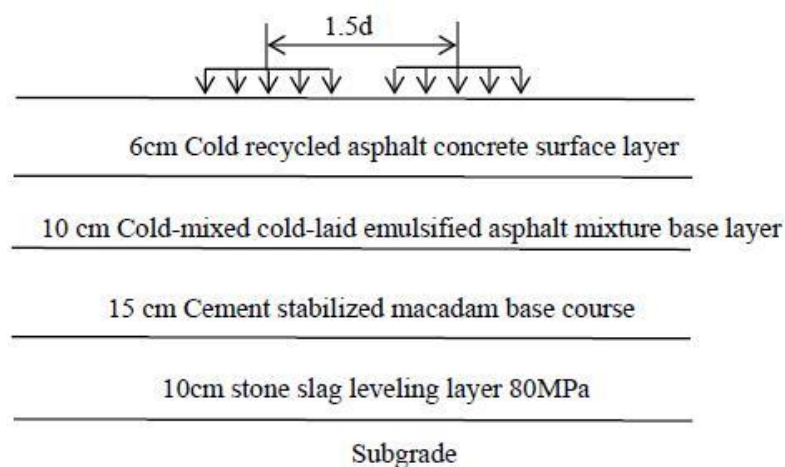 1.5d
6cm Cold recycled asphalt concrete surface layer
10 cm Cold-mixed cold-laid emulsified asphalt mixture base layer
15 cm Cement stabilized macadam base course
10cm stone slag leveling layer 80MPa
Subgrade